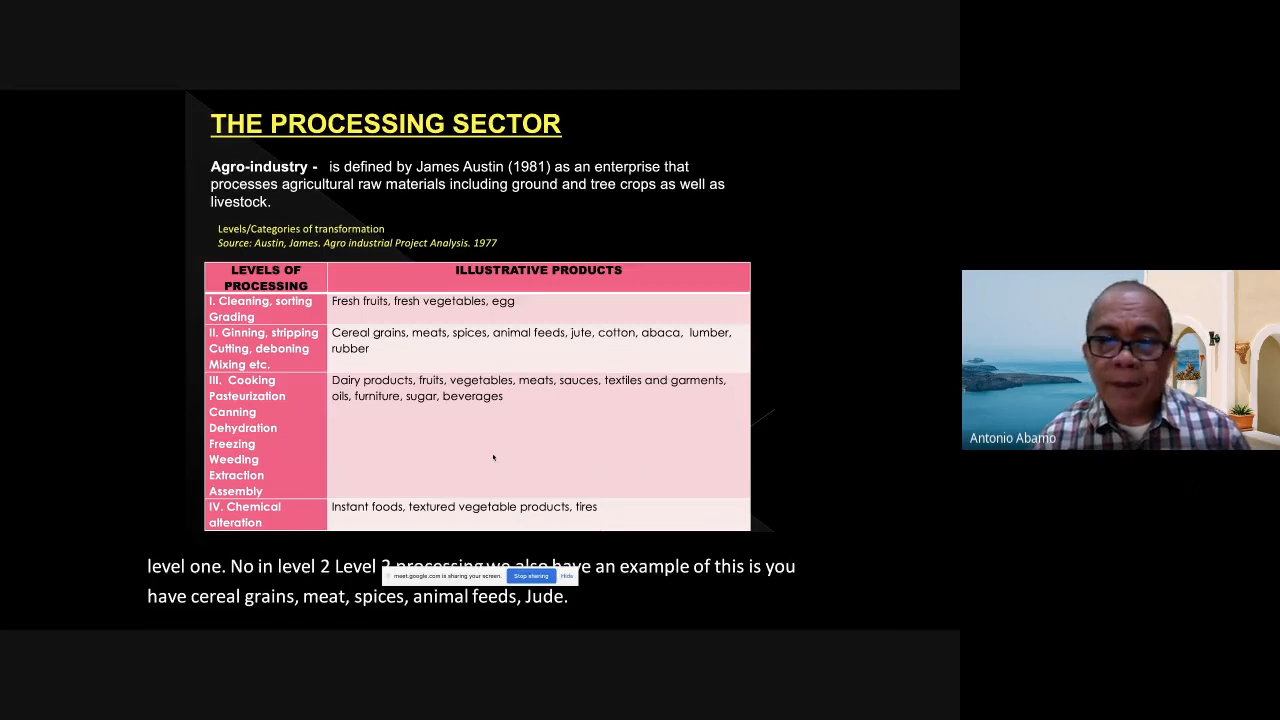 THE PROCESSING SECTOR
Agro-industry - is defined by James Austin (1981) as an enterprise that
processes agricultural raw materials including ground and tree crops as well as
livestock.
Levels/Categories of transformation
Source: Austin, James. Agro industrial Project Analysis. 1977
LEVELS OF
PROCESSING
ILLUSTRATIVE PRODUCTS
I. Cleaning, sorting
Grading
Fresh fruits, fresh vegetables, egg
II. Ginning, stripping
Cutting, deboning
Mixing etc.
Cereal grains, meats, spices, animal feeds, jute, cotton, abaca, lumber,
rubber
III. Cooking
Pasteurization
Canning
Dehydration
Freezing
Weeding
Extraction
Assembly
Dairy products, fruits, vegetables, meats, sauces, textiles and garments,
oils, furniture, sugar, beverages
IV. Chemical
alteration
Instant foods, textured vegetable products, tires
level one. No in level 2 Level 2 processing we also have an example of this is you
have cereal grains, meat, spices, animal feeds, Jude.
meet.google.com is sharing your screen. Stop sharing Hide
Antonio Abamo